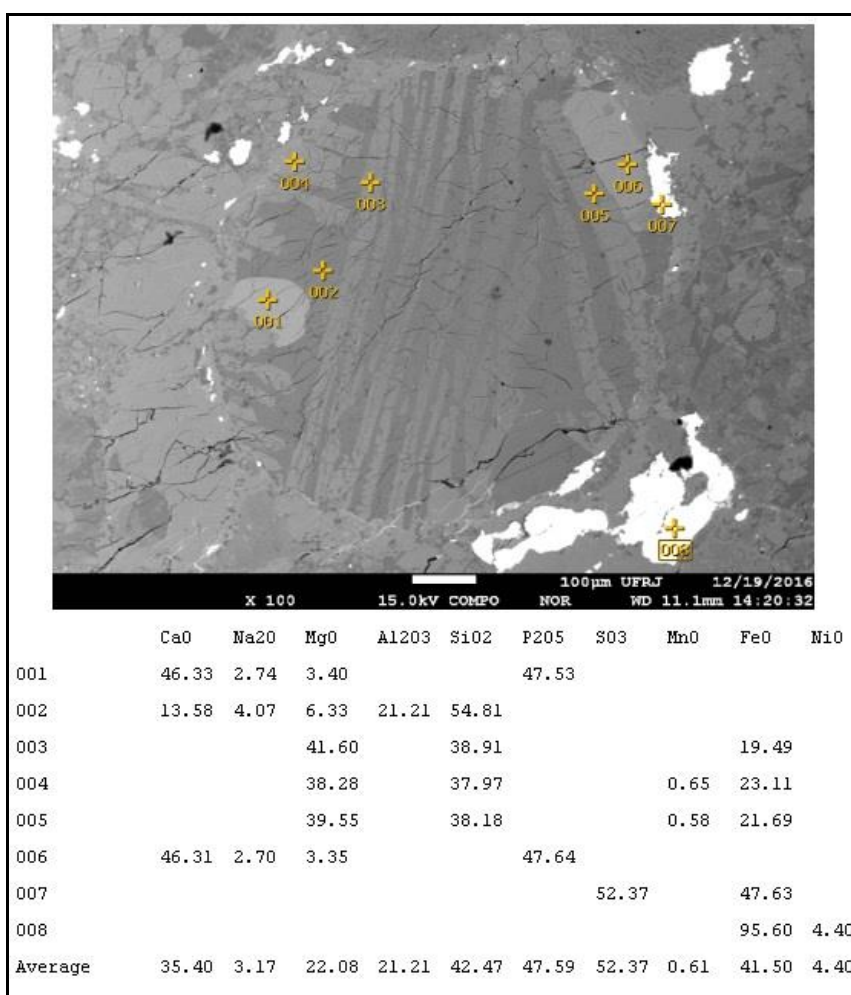 004
003
006
005
007
002
001
008
100µm UFRJ 12/19/2016
X 100 15.0kV COMPO NOR WD 11.1mm 14:20:32
CaO Na2O MgO Al2O3 SiO2 P2O5 SO3 MnO FeO NiO
001 46.33 2.74 3.40 47.53
002 13.58 4.07 6.33 21.21 54.81
003 41.60 38.91 19.49
004 38.28 37.97 0.65 23.11
005 39.55 38.18 0.58 21.69
006 46.31 2.70 3.35 47.64
007 52.37 47.63
008 95.60 4.40
Average 35.40 3.17 22.08 21.21 42.47 47.59 52.37 0.61 41.50 4.40